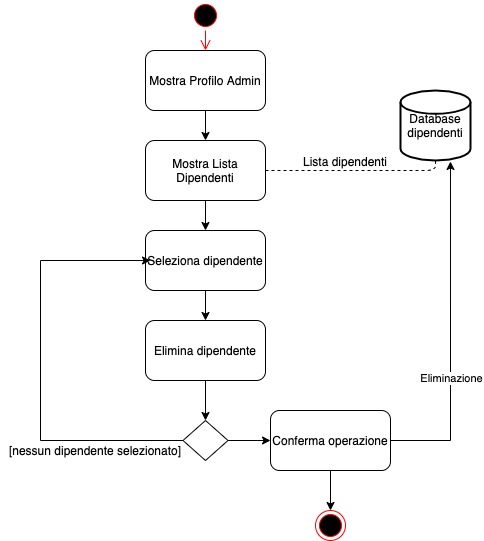 Mostra Profilo Admin
Database
dipendenti
Mostra Lista
Dipendenti
Lista dipendenti
Seleziona dipendente
Elimina dipendente
Eliminazione
[nessun dipendente selezionato]
Conferma operazione